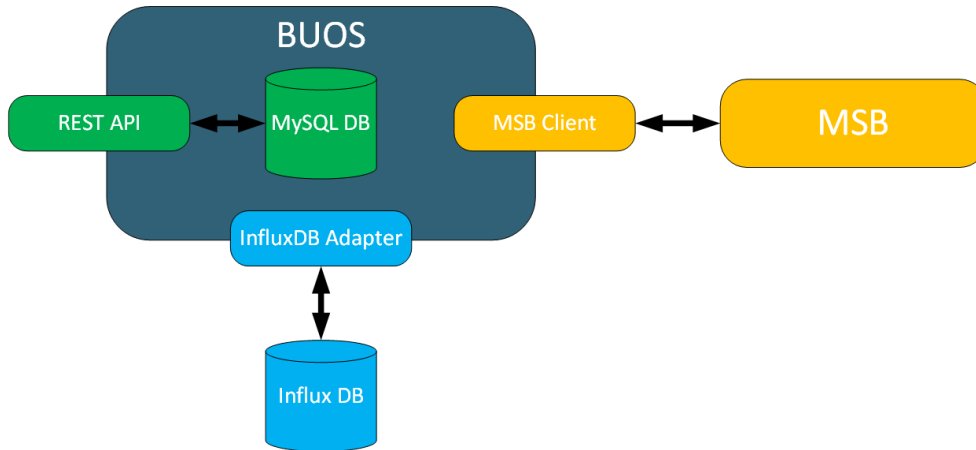 BUOS
REST API
MySQL DB
MSB Client
MSB
InfluxDB Adapter
Influx DB